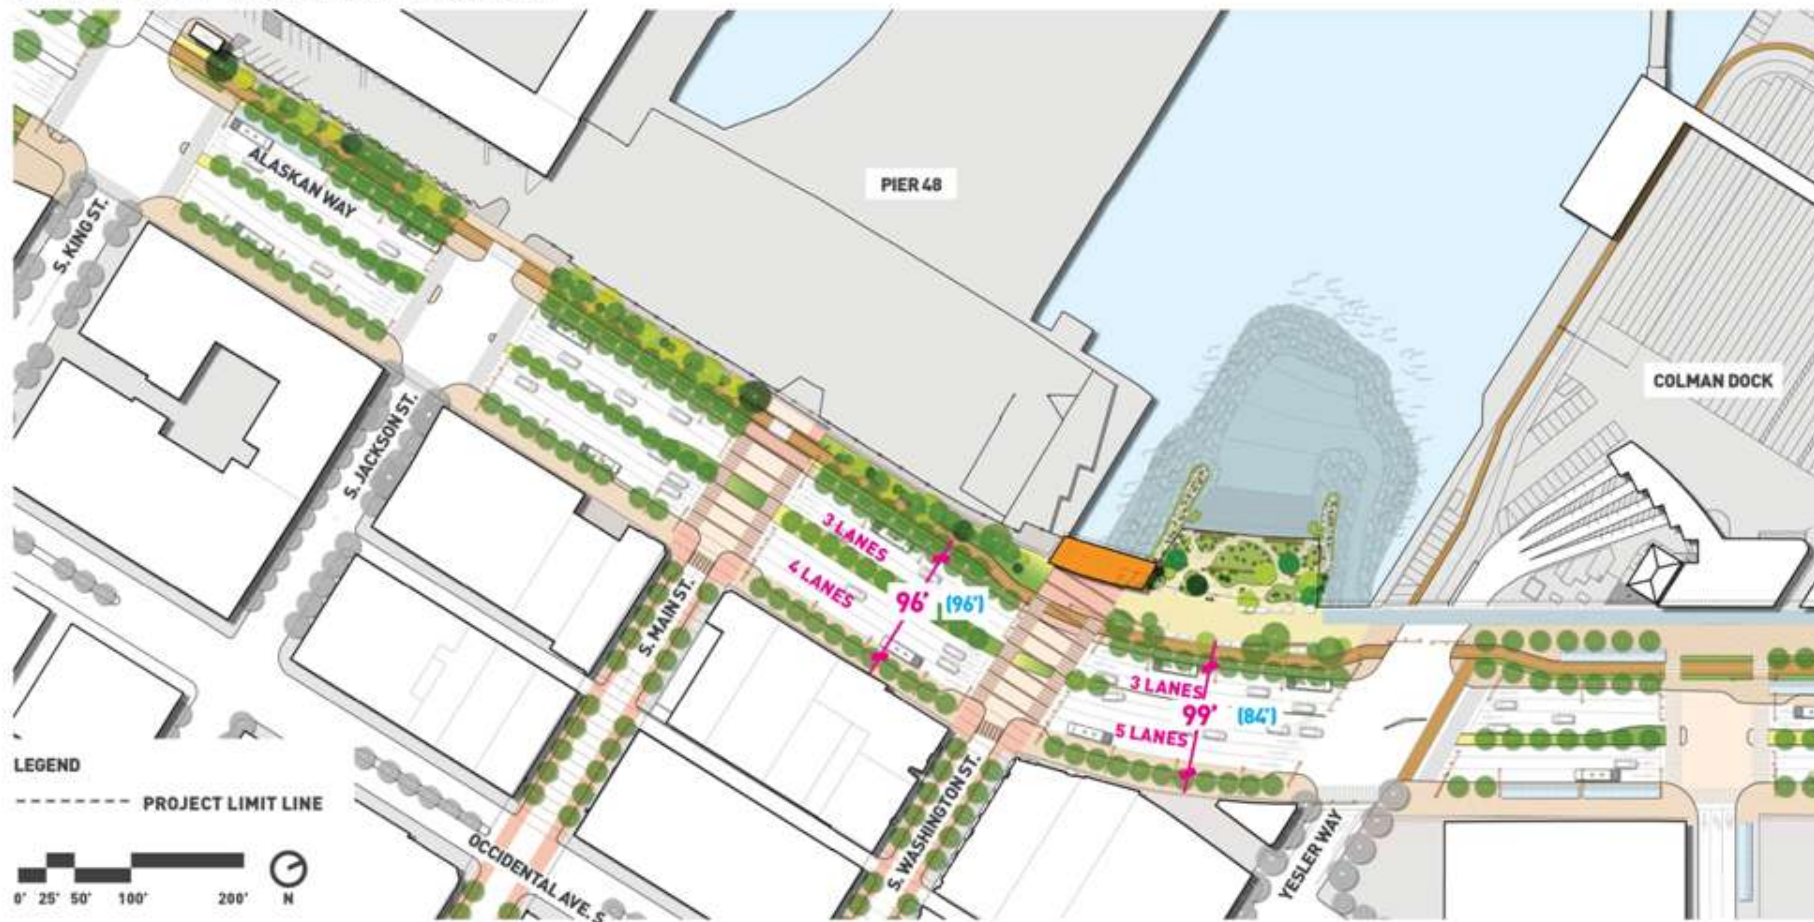 PIER 48
ALASKAN WAY
S. KING ST.
COLMAN DOCK
S. JACKSON ST.
3 LANES
4 LANES
96' (96')
S. MAIN ST.
3 LANES
99' (84')
5 LANES
LEGEND
PROJECT LIMIT LINE
S. WASHINGTON ST.
YESLER WAY
OCCIDENTAL AVE. S.
0' 25' 50' 100' 200' N